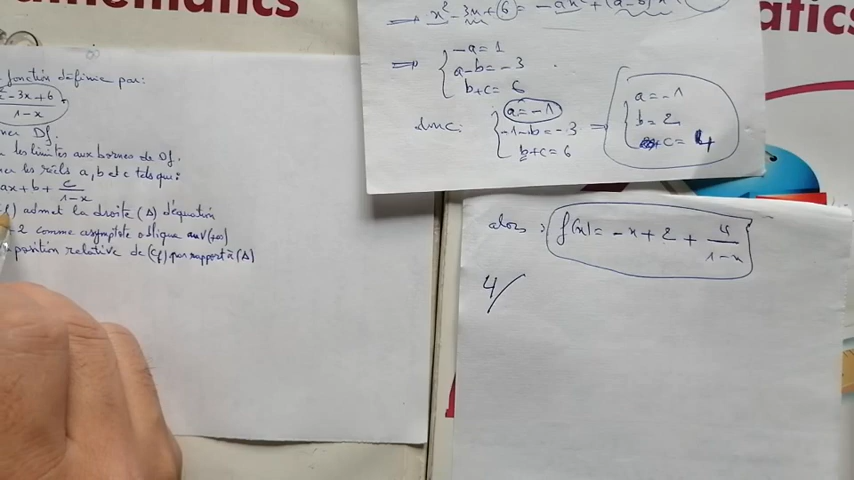 mathematics
fonction définie par:
- 3x + 6
1 - x
Df.
les limites aux bornes de Df.
les réels a, b et c tels que:
ax + b + c
1 - x
admet la droite (Δ) d'équation
2 comme asymptote oblique au V(+∞)
position relative de (Cf) par rapport à (Δ)
⟹ x² - 3x + 6 = -ax² + (a-b)x +
⟹ { -a = 1
a - b = -3
b + c = 6
donc: { a = -1
-1 - b = -3
b + c = 6
⟹ { a = -1
b = 2
c = 4
alors : f(x) = -x + 2 + 4
1 - x
4/